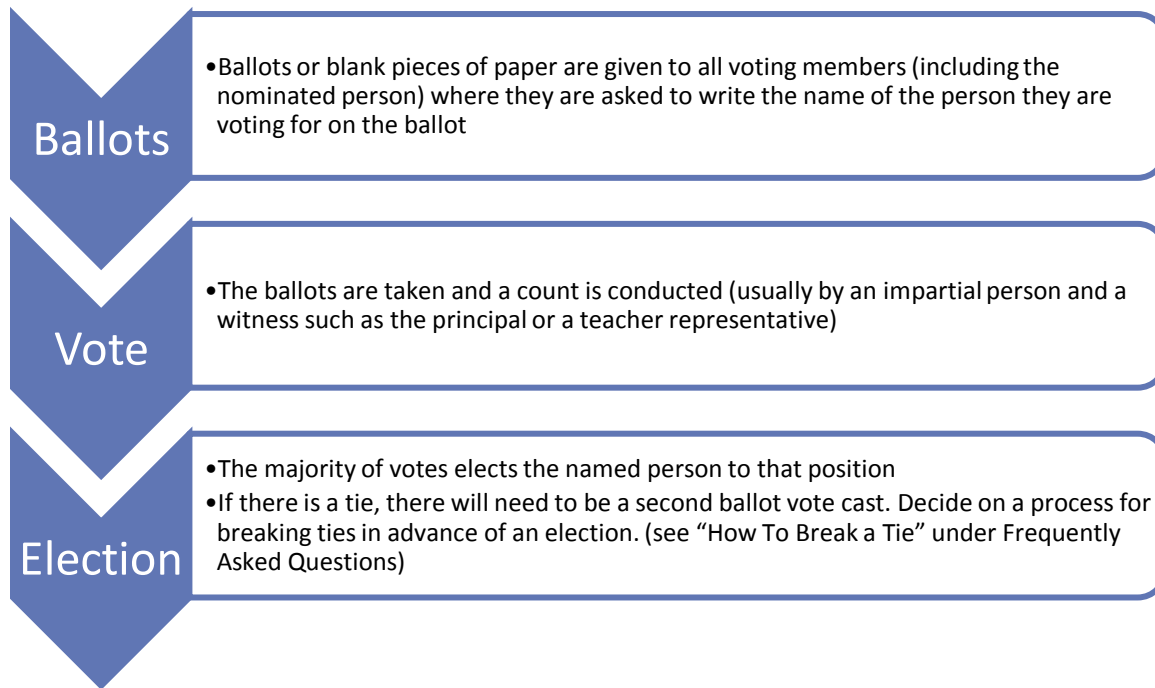 Ballots
•Ballots or blank pieces of paper are given to all voting members (including the
nominated person) where they are asked to write the name of the person they are
voting for on the ballot
Vote
•The ballots are taken and a count is conducted (usually by an impartial person and a
witness such as the principal or a teacher representative)
Election
•The majority of votes elects the named person to that position
•If there is a tie, there will need to be a second ballot vote cast. Decide on a process for
breaking ties in advance of an election. (see “How To Break a Tie” under Frequently
Asked Questions)